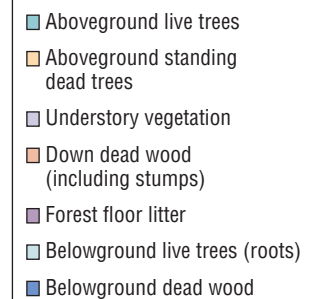 Aboveground live trees
Aboveground standing
dead trees
Understory vegetation
Down dead wood
(including stumps)
Forest floor litter
Belowground live trees (roots)
Belowground dead wood